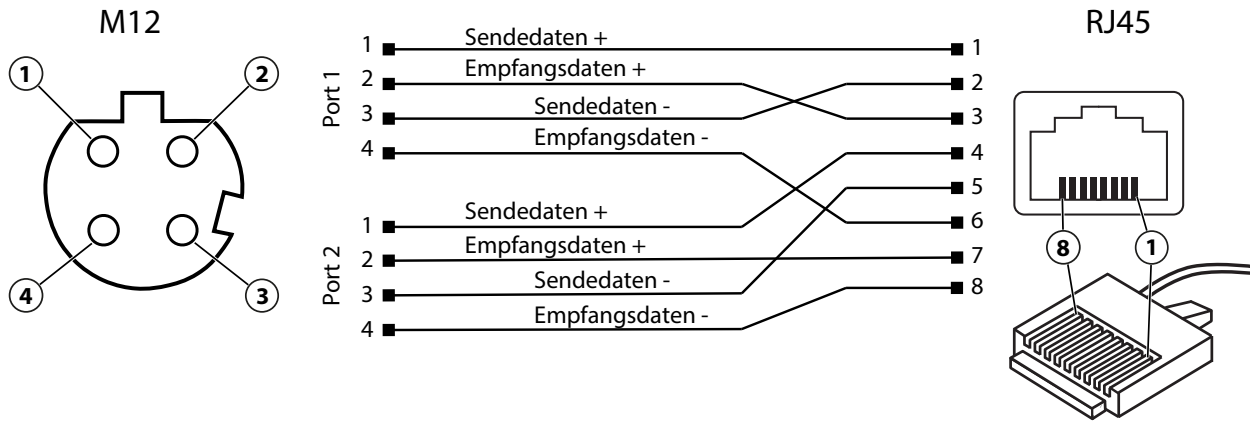 M12
RJ45
1
2
4
3
Port 1
1 Sendedaten + 1
2 Empfangsdaten + 2
3 Sendedaten - 3
4 Empfangsdaten - 4
5
6
Port 2
1 Sendedaten +
2 Empfangsdaten + 7
3 Sendedaten - 8
4 Empfangsdaten -
8
1